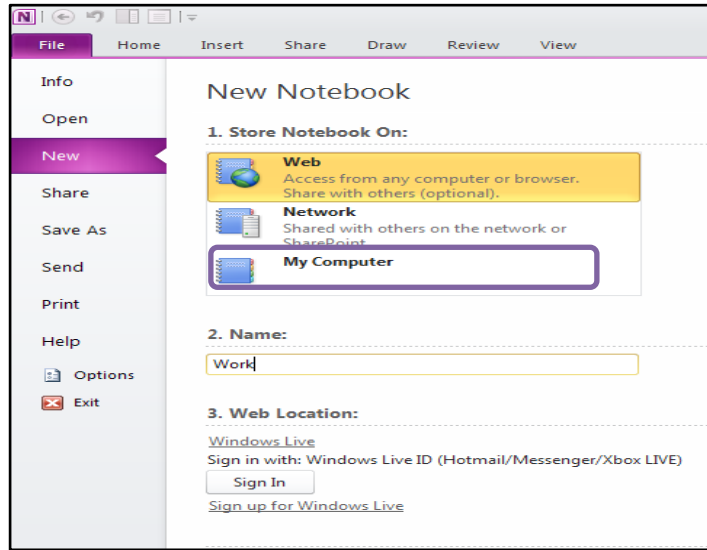 N
File Home Insert Share Draw Review View
Info
Open
New
Share
Save As
Send
Print
Help
Options
Exit
New Notebook
1. Store Notebook On:
Web
Access from any computer or browser.
Share with others (optional).
Network
Shared with others on the network or
SharePoint
My Computer
2. Name:
Work
3. Web Location:
Windows Live
Sign in with: Windows Live ID (Hotmail/Messenger/Xbox LIVE)
Sign In
Sign up for Windows Live